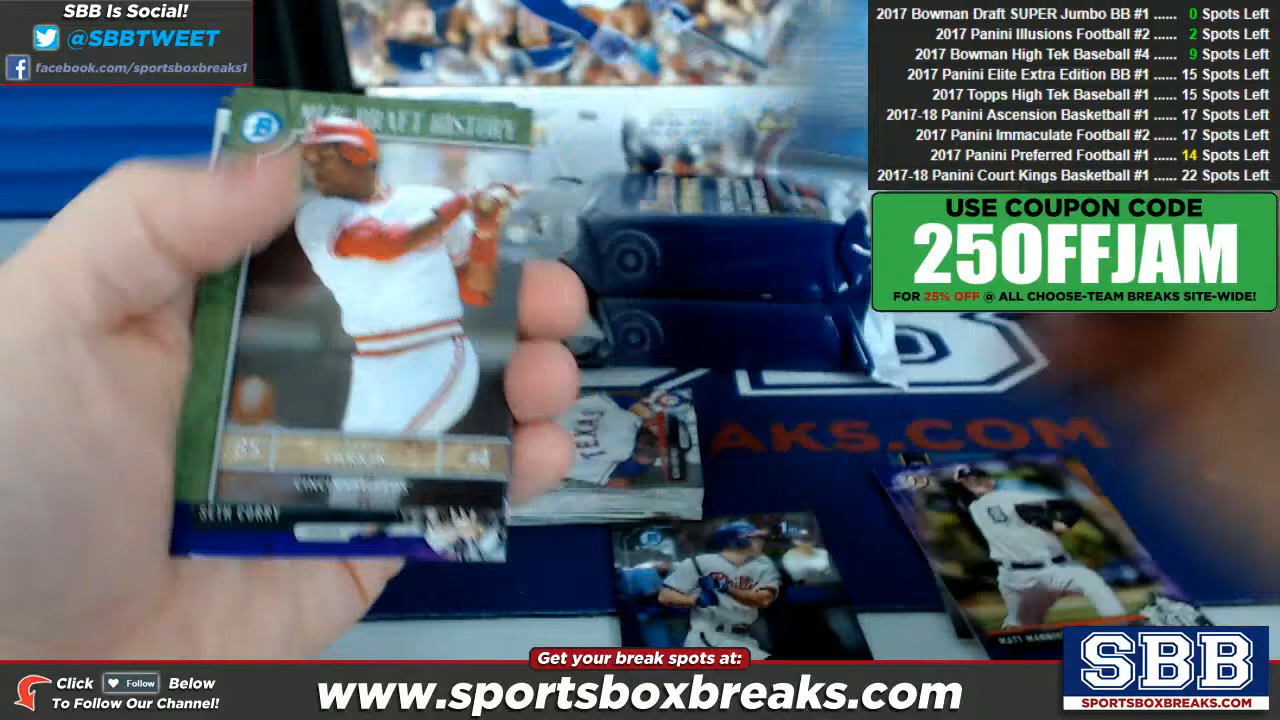 SBB Is Social!
@SBBTWEET
facebook.com/sportsboxbreaks1
2017 Bowman Draft SUPER Jumbo BB #1 ...... 0 Spots Left
2017 Panini Illusions Football #2 ...... 2 Spots Left
2017 Bowman High Tek Baseball #4 ...... 9 Spots Left
2017 Panini Elite Extra Edition BB #1 ...... 15 Spots Left
2017 Topps High Tek Baseball #1 ...... 15 Spots Left
2017-18 Panini Ascension Basketball #1 ...... 17 Spots Left
2017 Panini Immaculate Football #2 ...... 17 Spots Left
2017 Panini Preferred Football #1 ...... 14 Spots Left
2017-18 Panini Court Kings Basketball #1 ...... 22 Spots Left
USE COUPON CODE
25OFFJAM
FOR 25% OFF @ ALL CHOOSE-TEAM BREAKS SITE-WIDE!
DRAFT HISTORY
SETH CORRY
TEXAS
AKS.COM
Phillies
MATT
Get your break spots at:
Click Follow Below
To Follow Our Channel!
www.sportsboxbreaks.com
SBB
SPORTSBOXBREAKS.COM